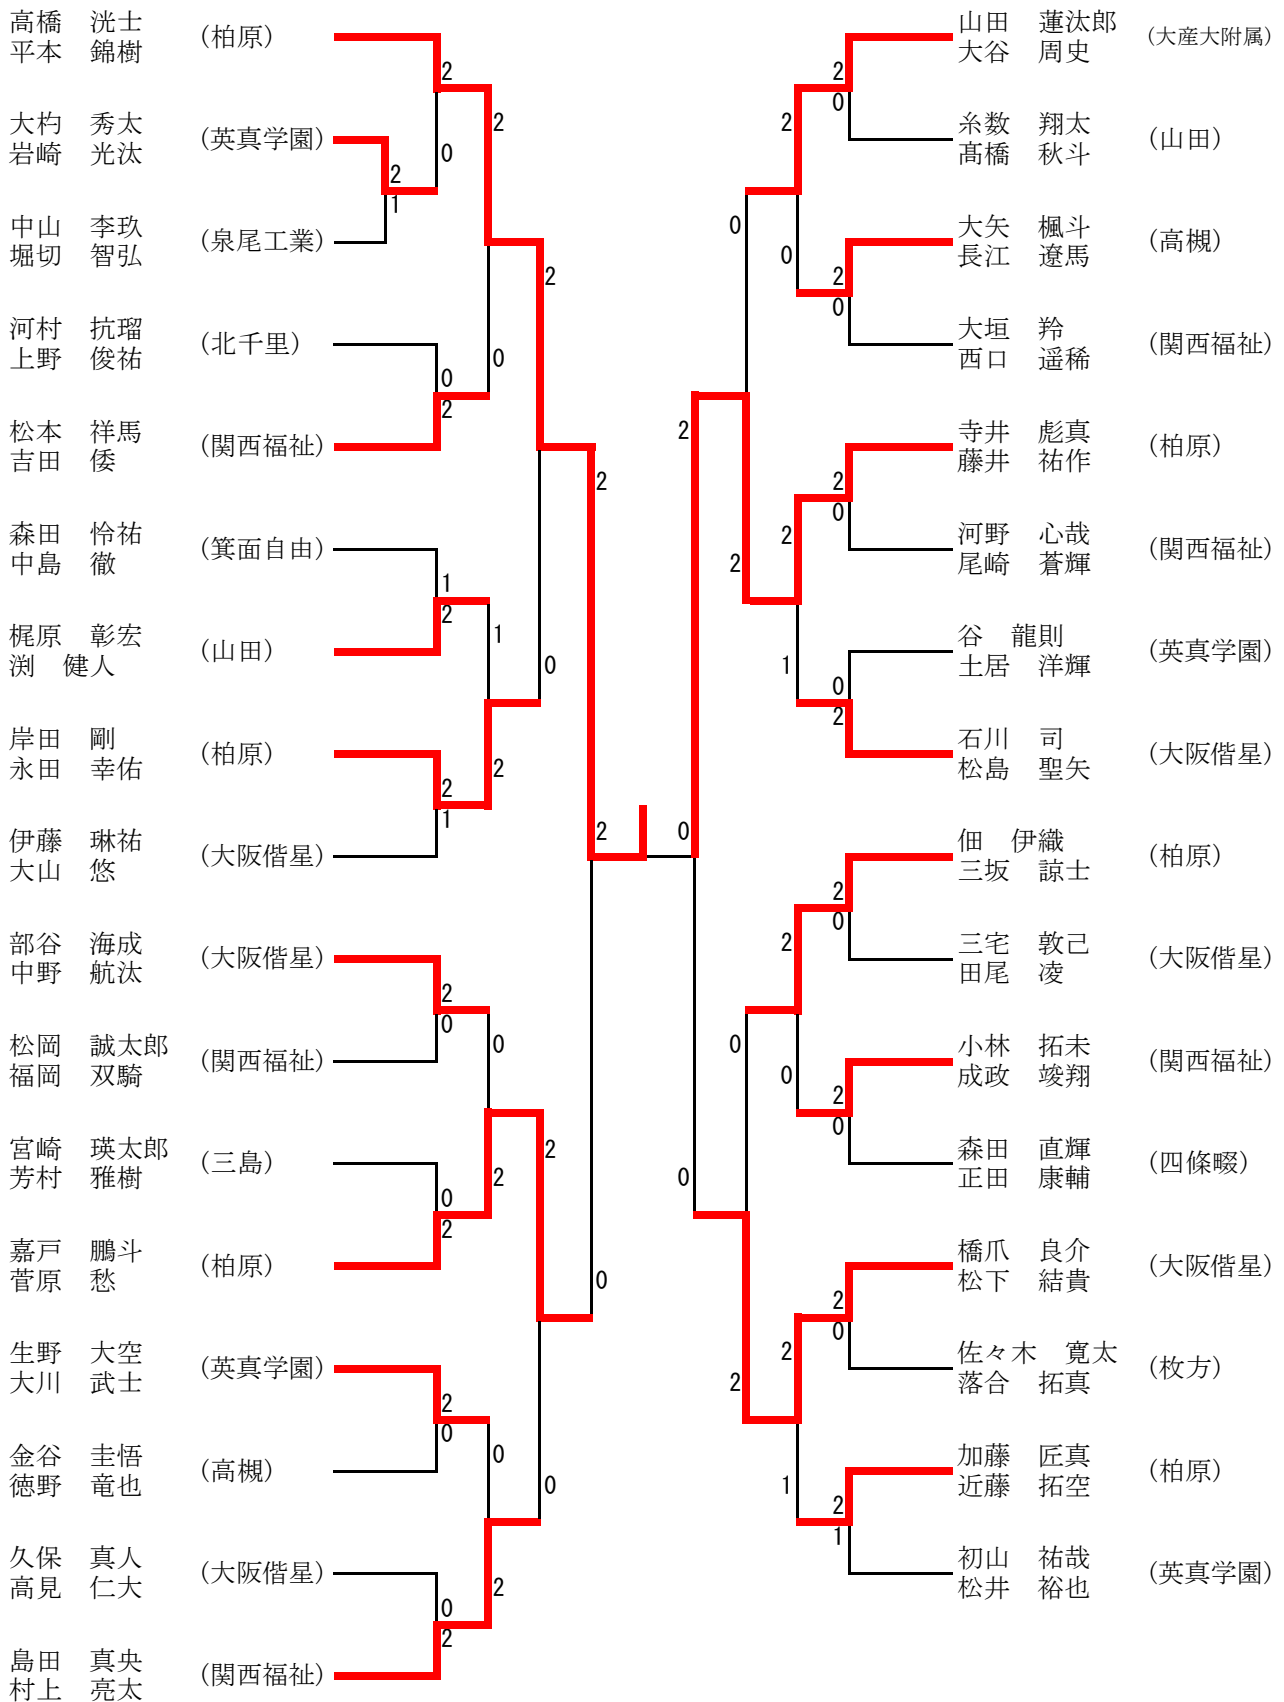 高橋　洸士
平本　錦樹
(柏原)
大杓　秀太
岩崎　光汰
(英真学園)
中山　李玖
堀切　智弘
(泉尾工業)
河村　抗瑠
上野　俊祐
(北千里)
松本　祥馬
吉田　倭
(関西福祉)
森田　怜祐
中島　徹
(箕面自由)
梶原　彰宏
渕　健人
(山田)
岸田　剛
永田　幸佑
(柏原)
伊藤　琳祐
大山　悠
(大阪偕星)
部谷　海成
中野　航汰
(大阪偕星)
松岡　誠太郎
福岡　双騎
(関西福祉)
宮崎　瑛太郎
芳村　雅樹
(三島)
嘉戸　鵬斗
菅原　愁
(柏原)
生野　大空
大川　武士
(英真学園)
金谷　圭悟
徳野　竜也
(高槻)
久保　真人
高見　仁大
(大阪偕星)
島田　真央
村上　亮太
(関西福祉)
2
0
2
1
0
2
1
2
2
1
2
0
0
2
2
0
0
2
2
0
1
2
0
2
0
2
2
0
2
0
2
0
2
0
2
0
0
2
2
0
0
2
2
0
2
1
2
0
2
1
2
0
0
2
2
0
2
0
0
2
2
0
2
0
2
1
山田　蓮汰郎
大谷　周史
(大産大附属)
糸数　翔太
髙橋　秋斗
(山田)
大矢　楓斗
長江　遼馬
(高槻)
大垣　羚
西口　遥稀
(関西福祉)
寺井　彪真
藤井　祐作
(柏原)
河野　心哉
尾崎　蒼輝
(関西福祉)
谷　龍則
土居　洋輝
(英真学園)
石川　司
松島　聖矢
(大阪偕星)
佃　伊織
三坂　諒士
(柏原)
三宅　敦己
田尾　凌
(大阪偕星)
小林　拓未
成政　竣翔
(関西福祉)
森田　直輝
正田　康輔
(四條畷)
橋爪　良介
松下　結貴
(大阪偕星)
佐々木　寛太
落合　拓真
(枚方)
加藤　匠真
近藤　拓空
(柏原)
初山　祐哉
松井　裕也
(英真学園)